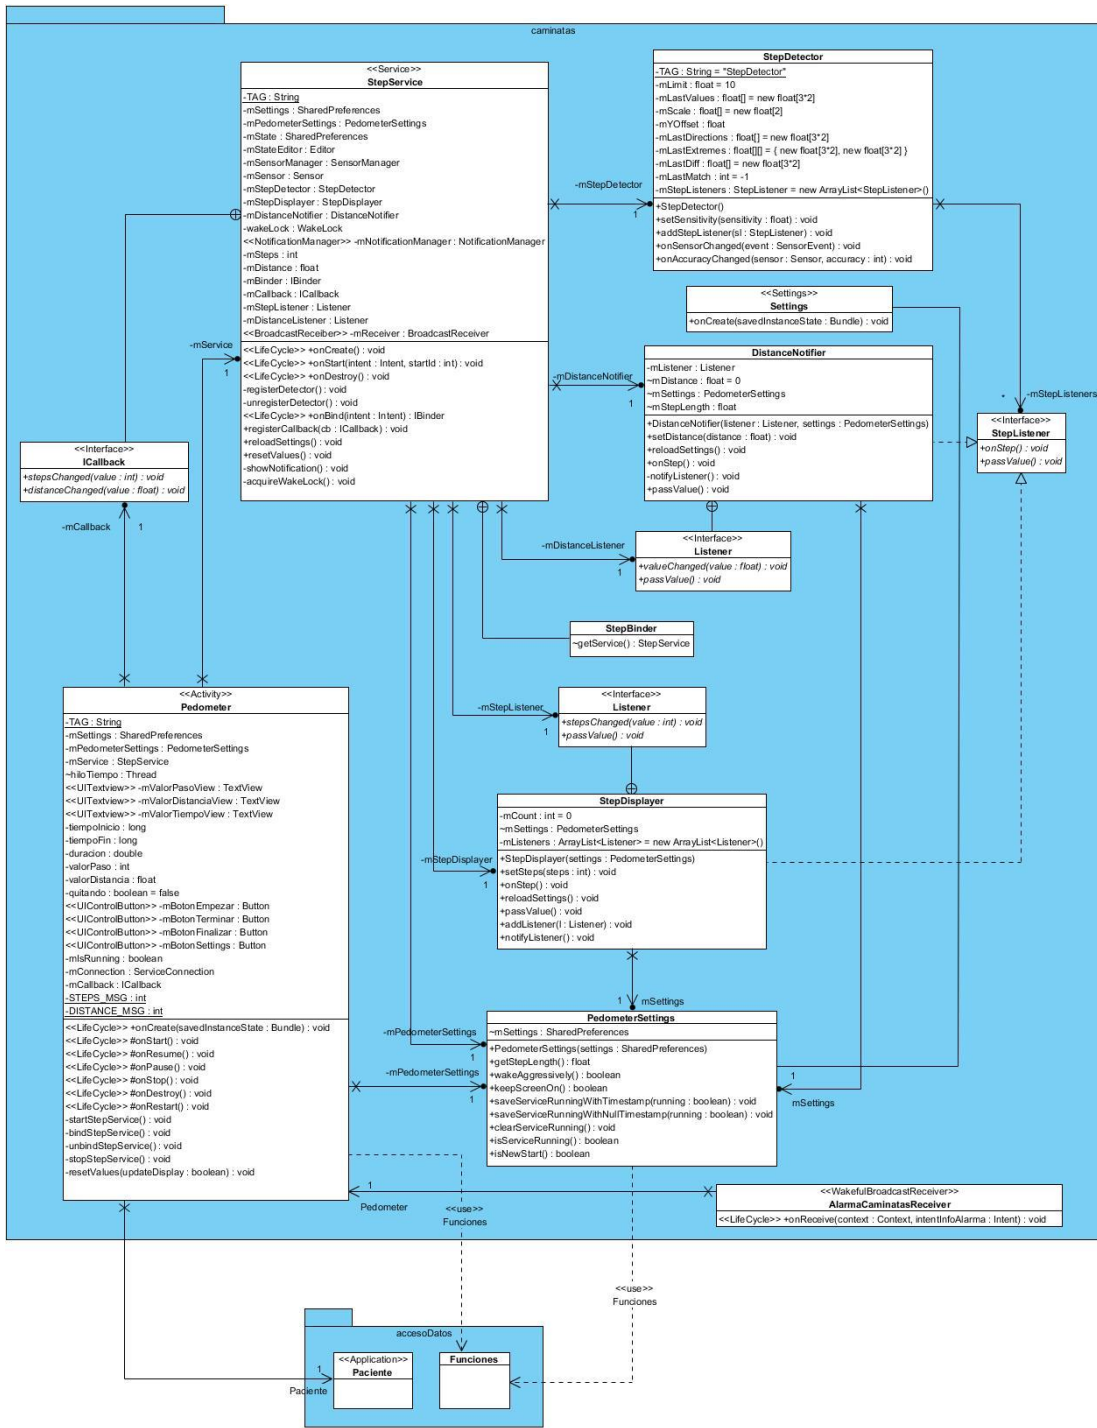 caminatas
<<Service>>
StepService
-TAG : String
-mSettings : SharedPreferences
-mPedometerSettings : PedometerSettings
-mState : SharedPreferences
-mStateEditor : Editor
-mSensorManager : SensorManager
-mSensor : Sensor
-mStepDetector : StepDetector
-mStepDisplayer : StepDisplayer
-mDistanceNotifier : DistanceNotifier
-wakeLock : WakeLock
<<NotificationManager>> -mNotificationManager : NotificationManager
-mSteps : int
-mDistance : float
-mBinder : IBinder
-mCallback : ICallback
-mStepListener : Listener
-mDistanceListener : Listener
<<BroadcastReceiber>> -mReceiver : BroadcastReceiver
<<LifeCycle>> +onCreate() : void
<<LifeCycle>> +onStart(intent : Intent, startId : int) : void
<<LifeCycle>> +onDestroy() : void
-registerDetector() : void
-unregisterDetector() : void
<<LifeCycle>> +onBind(intent : Intent) : IBinder
+registerCallback(cb : ICallback) : void
+reloadSettings() : void
+resetValues() : void
-showNotification() : void
-acquireWakeLock() : void
StepDetector
-TAG : String = "StepDetector"
-mLimit : float = 10
-mLastValues : float[] = new float[3*2]
-mScale : float[] = new float[2]
-mYOffset : float
-mLastDirections : float[] = new float[3*2]
-mLastExtremes : float[][] = { new float[3*2], new float[3*2] }
-mLastDiff : float[] = new float[3*2]
-mLastMatch : int = -1
-mStepListeners : StepListener = new ArrayList<StepListener>()
+StepDetector()
+setSensitivity(sensitivity : float) : void
+addStepListener(sl : StepListener) : void
+onSensorChanged(event : SensorEvent) : void
+onAccuracyChanged(sensor : Sensor, accuracy : int) : void
-mStepDetector
1
<<Settings>>
Settings
+onCreate(savedInstanceState : Bundle) : void
-mService
1
-mDistanceNotifier
1
DistanceNotifier
-mListener : Listener
~mDistance : float = 0
~mSettings : PedometerSettings
~mStepLength : float
+DistanceNotifier(listener : Listener, settings : PedometerSettings)
+setDistance(distance : float) : void
+reloadSettings() : void
+onStep() : void
-notifyListener() : void
+passValue() : void
*
-mStepListeners
<<Interface>>
StepListener
+onStep() : void
+passValue() : void
<<Interface>>
ICallback
+stepsChanged(value : int) : void
+distanceChanged(value : float) : void
-mCallback
1
-mDistanceListener
1
<<Interface>>
Listener
+valueChanged(value : float) : void
+passValue() : void
StepBinder
~getService() : StepService
-mStepListener
1
<<Interface>>
Listener
+stepsChanged(value : int) : void
+passValue() : void
<<Activity>>
Pedometer
-TAG : String
-mSettings : SharedPreferences
-mPedometerSettings : PedometerSettings
-mService : StepService
~hiloTiempo : Thread
<<UITextview>> -mValorPasoView : TextView
<<UITextview>> -mValorDistanciaView : TextView
<<UITextview>> -mValorTiempoView : TextView
-tiempoInicio : long
-tiempoFin : long
-duracion : double
-valorPaso : int
-valorDistancia : float
-quitando : boolean = false
<<UIControlButton>> -mBotonEmpezar : Button
<<UIControlButton>> -mBotonTerminar : Button
<<UIControlButton>> -mBotonFinalizar : Button
<<UIControlButton>> -mBotonSettings : Button
-mIsRunning : boolean
-mConnection : ServiceConnection
-mCallback : ICallback
-STEPS_MSG : int
-DISTANCE_MSG : int
<<LifeCycle>> +onCreate(savedInstanceState : Bundle) : void
<<LifeCycle>> #onStart() : void
<<LifeCycle>> #onResume() : void
<<LifeCycle>> #onPause() : void
<<LifeCycle>> #onStop() : void
<<LifeCycle>> #onDestroy() : void
<<LifeCycle>> #onRestart() : void
-startStepService() : void
-bindStepService() : void
-unbindStepService() : void
-stopStepService() : void
-resetValues(updateDisplay : boolean) : void
-mStepDisplayer
1
StepDisplayer
-mCount : int = 0
~mSettings : PedometerSettings
-mListeners : ArrayList<Listener> = new ArrayList<Listener>()
+StepDisplayer(settings : PedometerSettings)
+setSteps(steps : int) : void
+onStep() : void
+reloadSettings() : void
+passValue() : void
+addListener(l : Listener) : void
+notifyListener() : void
1
mSettings
-mPedometerSettings
1
-mPedometerSettings
1
PedometerSettings
~mSettings : SharedPreferences
+PedometerSettings(settings : SharedPreferences)
+getStepLength() : float
+wakeAggressively() : boolean
+keepScreenOn() : boolean
+saveServiceRunningWithTimestamp(running : boolean) : void
+saveServiceRunningWithNullTimestamp(running : boolean) : void
+clearServiceRunning() : void
+isServiceRunning() : boolean
+isNewStart() : boolean
1
mSettings
1
Pedometer
<<WakefulBroadcastReceiver>>
AlarmaCaminatasReceiver
<<LifeCycle>> +onReceive(context : Context, intentInfoAlarma : Intent) : void
<<use>>
Funciones
<<use>>
Funciones
accesoDatos
<<Application>>
Paciente
Funciones
1
Paciente